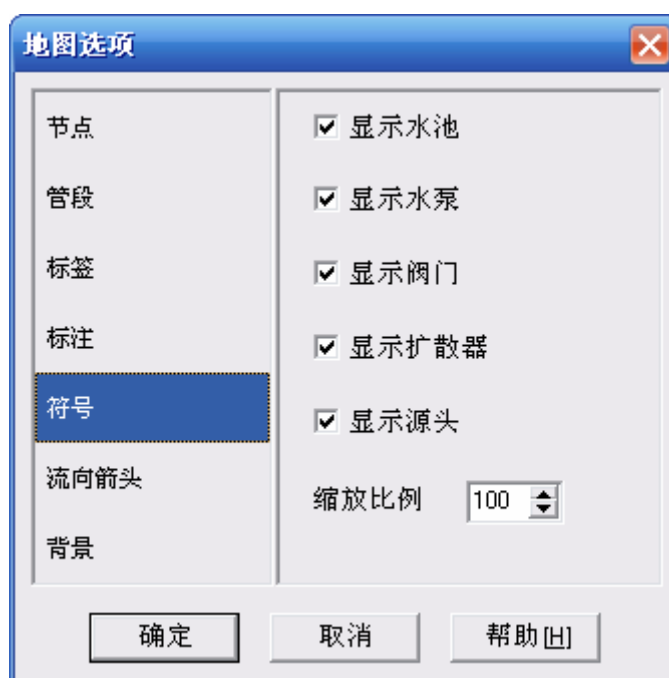 地图选项
节点
管段
标签
标注
符号
流向箭头
背景
显示水池
显示水泵
显示阀门
显示扩散器
显示源头
缩放比例 100
确定 取消 帮助[H]